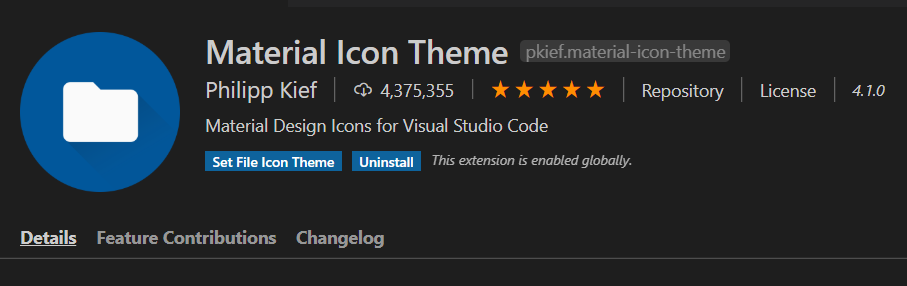 Material Icon Theme pkief.material-icon-theme
Philipp Kief 4,375,355 Repository License 4.1.0
Material Design Icons for Visual Studio Code
Set File Icon Theme Uninstall This extension is enabled globally.
Details Feature Contributions Changelog